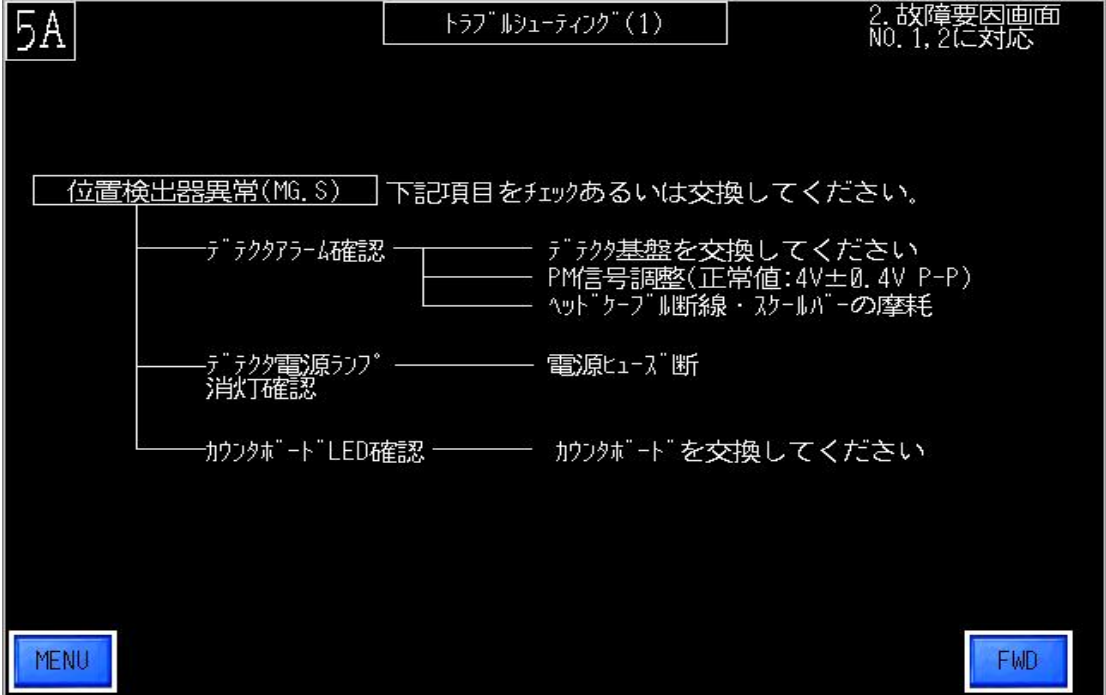 5A
ﾄﾗﾌﾞﾙｼｭｰﾃｨﾝｸﾞ(1)
2.故障要因画面
NO.1,2に対応
位置検出器異常(MG.S) 下記項目をﾁｪｯｸあるいは交換してください。
ﾃﾞﾃｸﾀｱﾗｰﾑ確認 ﾃﾞﾃｸﾀ基盤を交換してください
PM信号調整(正常値:4V±0.4V P-P)
ﾍｯﾄﾞｹｰﾌﾞﾙ断線・ｽｹｰﾙﾊﾞｰの摩耗
ﾃﾞﾃｸﾀ電源ﾗﾝﾌﾟ 電源ﾋｭｰｽﾞ断
消灯確認
ｶｳﾝﾀﾎﾞｰﾄﾞLED確認 ｶｳﾝﾀﾎﾞｰﾄﾞを交換してください
MENU
FWD